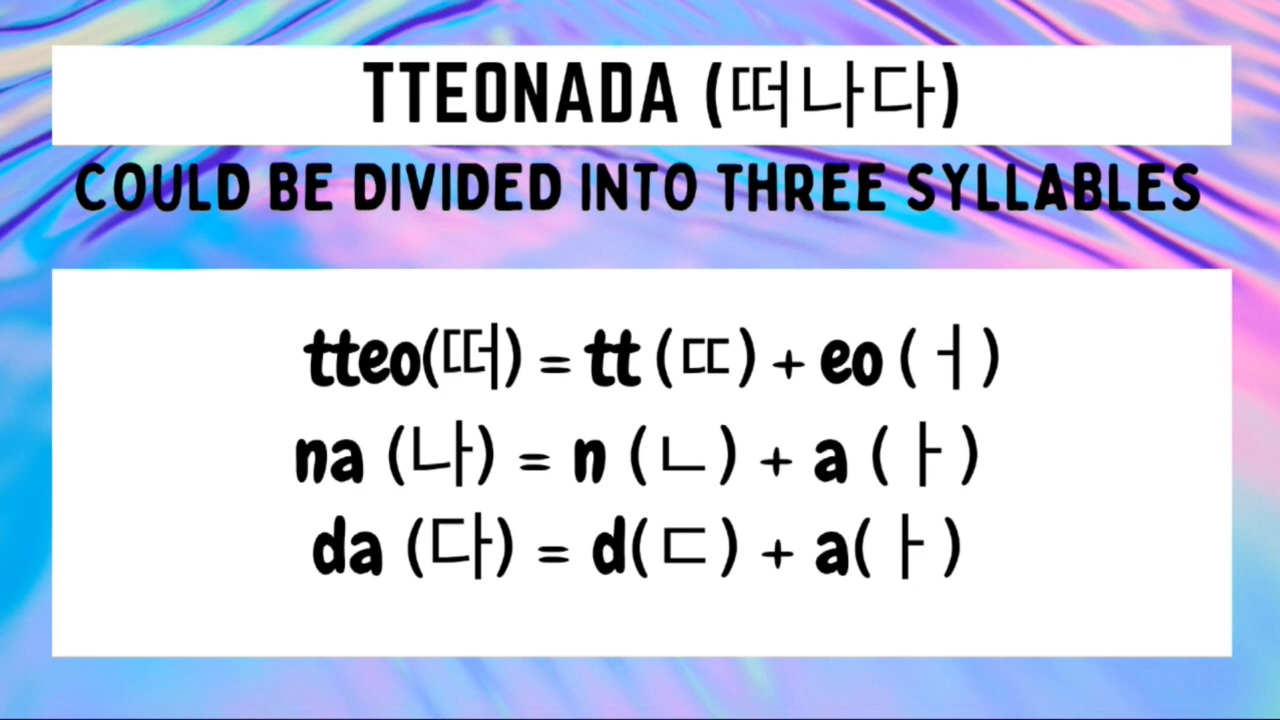 TTEONADA (떠나다)
COULD BE DIVIDED INTO THREE SYLLABLES
tteo(떠) = tt (ㄸ) + eo (ㅓ)
na (나) = n (ㄴ) + a (ㅏ)
da (다) = d(ㄷ) + a(ㅏ)